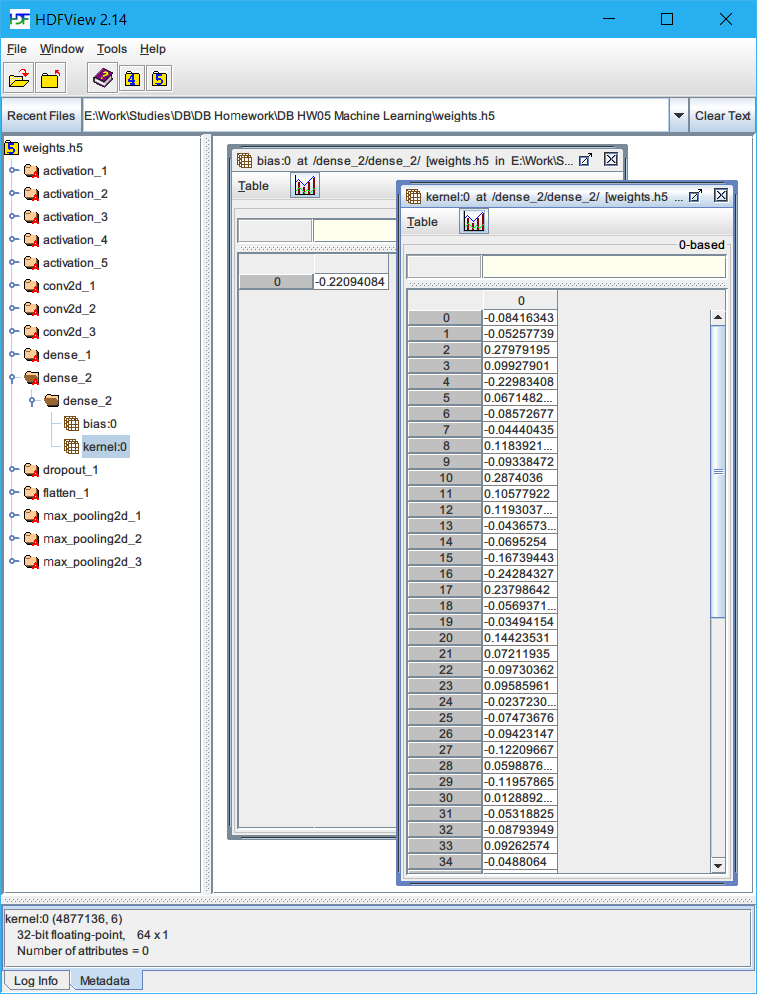 HDFView 2.14
File Window Tools Help
Recent Files E:\Work\Studies\DB\DB Homework\DB HW05 Machine Learning\weights.h5 Clear Text
weights.h5
activation_1
activation_2
activation_3
activation_4
activation_5
conv2d_1
conv2d_2
conv2d_3
dense_1
dense_2
dense_2
bias:0
kernel:0
dropout_1
flatten_1
max_pooling2d_1
max_pooling2d_2
max_pooling2d_3
bias:0 at /dense_2/dense_2/ [weights.h5 in E:\Work\S...
Table
0 -0.22094084
kernel:0 at /dense_2/dense_2/ [weights.h5 ...
Table
0-based
0
0 -0.08416343
1 -0.05257739
2 0.27979195
3 0.09927901
4 -0.22983408
5 0.0671482...
6 -0.08572677
7 -0.04440435
8 0.1183921...
9 -0.09338472
10 0.2874036
11 0.10577922
12 0.1193037...
13 -0.0436573...
14 -0.0695254
15 -0.16739443
16 -0.24284327
17 0.23798642
18 -0.0569371...
19 -0.03494154
20 0.14423531
21 0.07211935
22 -0.09730362
23 0.09585961
24 -0.0237230...
25 -0.07473676
26 -0.09423147
27 -0.12209667
28 0.0598876...
29 -0.11957865
30 0.0128892...
31 -0.05318825
32 -0.08793949
33 0.09262574
34 -0.0488064
kernel:0 (4877136, 6)
32-bit floating-point, 64 x 1
Number of attributes = 0
Log Info Metadata